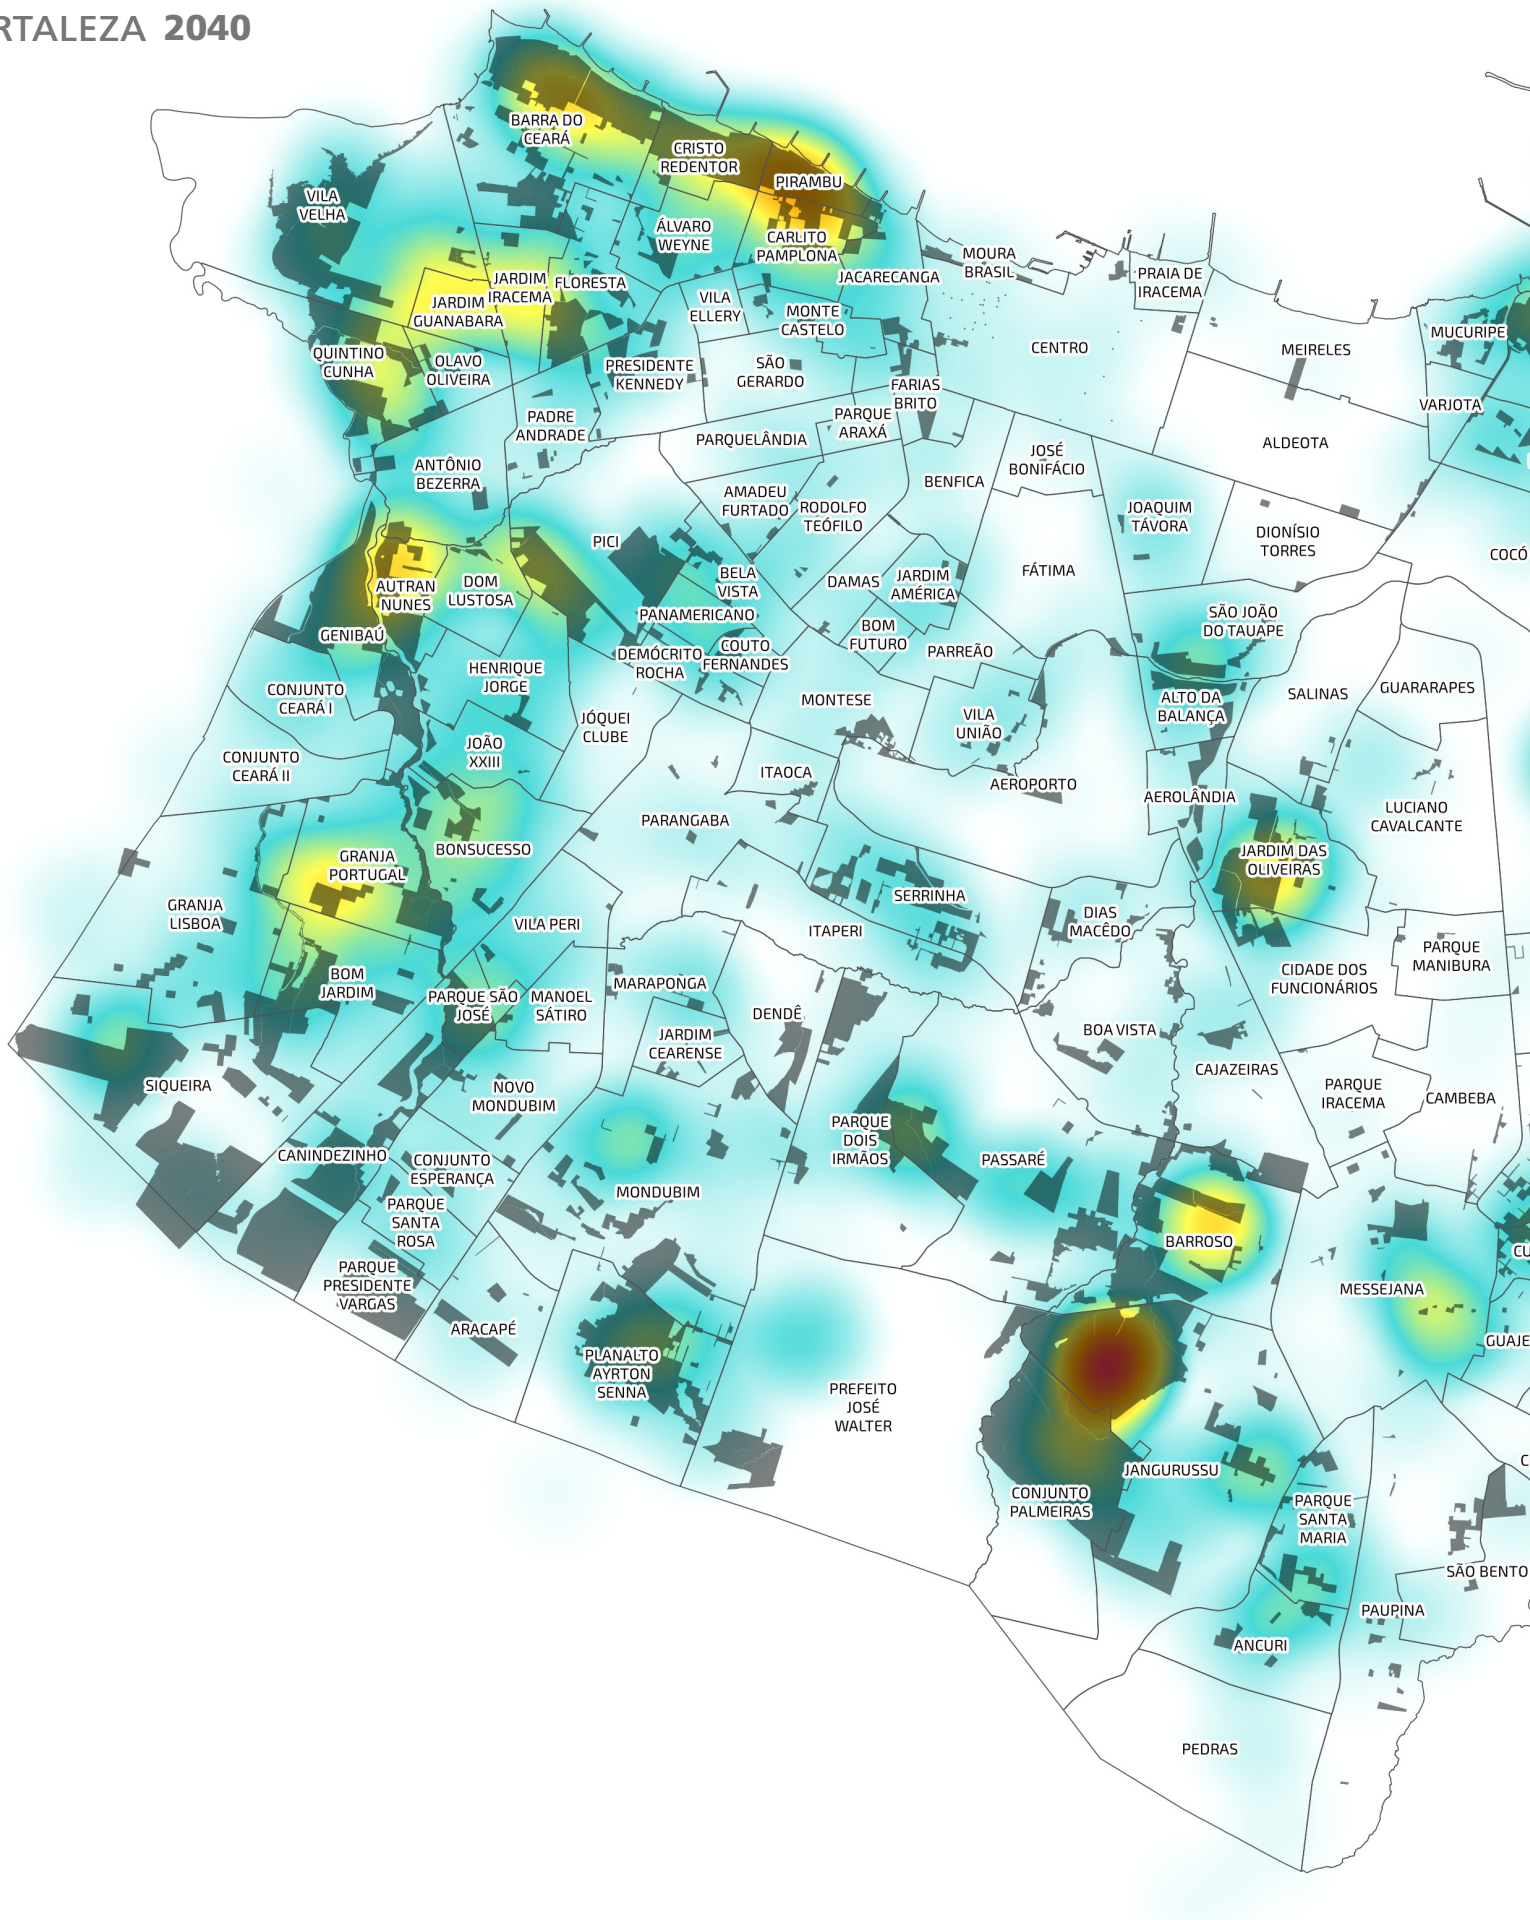 RTALEZA 2040
BARRA DO
CEARÁ
CRISTO
REDENTOR
PIRAMBU
VILA
VELHA
ÁLVARO
WEYNE
CARLITO
PAMPLONA
JACARECANGA
MOURA
BRASIL
PRAIA DE
IRACEMA
JARDIM
IRACEMA
FLORESTA
JARDIM
GUANABARA
VILA
ELLERY
MONTE
CASTELO
MUCURIPE
CENTRO
MEIRELES
QUINTINO
CUNHA
OLAVO
OLIVEIRA
PRESIDENTE
KENNEDY
SÃO
GERARDO
FARIAS
BRITO
VARJOTA
PADRE
ANDRADE
PARQUE
ARAXÁ
PARQUELÂNDIA
ALDEOTA
ANTÔNIO
BEZERRA
JOSÉ
BONIFÁCIO
BENFICA
AMADEU
FURTADO
RODOLFO
TEÓFILO
JOAQUIM
TÁVORA
DIONÍSIO
TORRES
COCÓ
PICI
AUTRAN
NUNES
DOM
LUSTOSA
BELA
VISTA
DAMAS
JARDIM
AMÉRICA
FÁTIMA
PANAMERICANO
GENIBAÚ
BOM
FUTURO
SÃO JOÃO
DO TAUAPE
DEMÓCRITO
ROCHA
COUTO
FERNANDES
PARREÃO
HENRIQUE
JORGE
CONJUNTO
CEARÁ I
MONTESE
ALTO DA
BALANÇA
SALINAS
GUARARAPES
JÓQUEI
CLUBE
VILA
UNIÃO
JOÃO
XXIII
CONJUNTO
CEARÁ II
ITAOCA
AEROPORTO
AEROLÂNDIA
PARANGABA
LUCIANO
CAVALCANTE
BONSUCESSO
GRANJA
PORTUGAL
JARDIM DAS
OLIVEIRAS
SERRINHA
GRANJA
LISBOA
VILA PERI
ITAPERI
DIAS
MACÊDO
PARQUE
MANIBURA
BOM
JARDIM
CIDADE DOS
FUNCIONÁRIOS
MARAPONGA
PARQUE SÃO
JOSÉ
MANOEL
SÁTIRO
DENDÊ
BOA VISTA
JARDIM
CEARENSE
CAJAZEIRAS
SIQUEIRA
NOVO
MONDUBIM
PARQUE
IRACEMA
CAMBEBA
PARQUE
DOIS
IRMÃOS
CANINDEZINHO
CONJUNTO
ESPERANÇA
PASSARÉ
MONDUBIM
PARQUE
SANTA
ROSA
BARROSO
CU
PARQUE
PRESIDENTE
VARGAS
MESSEJANA
ARACAPÉ
GUAJE
PLANALTO
AYRTON
SENNA
PREFEITO
JOSÉ
WALTER
JANGURUSSU
CONJUNTO
PALMEIRAS
PARQUE
SANTA
MARIA
SÃO BENTO
PAUPINA
ANCURI
PEDRAS